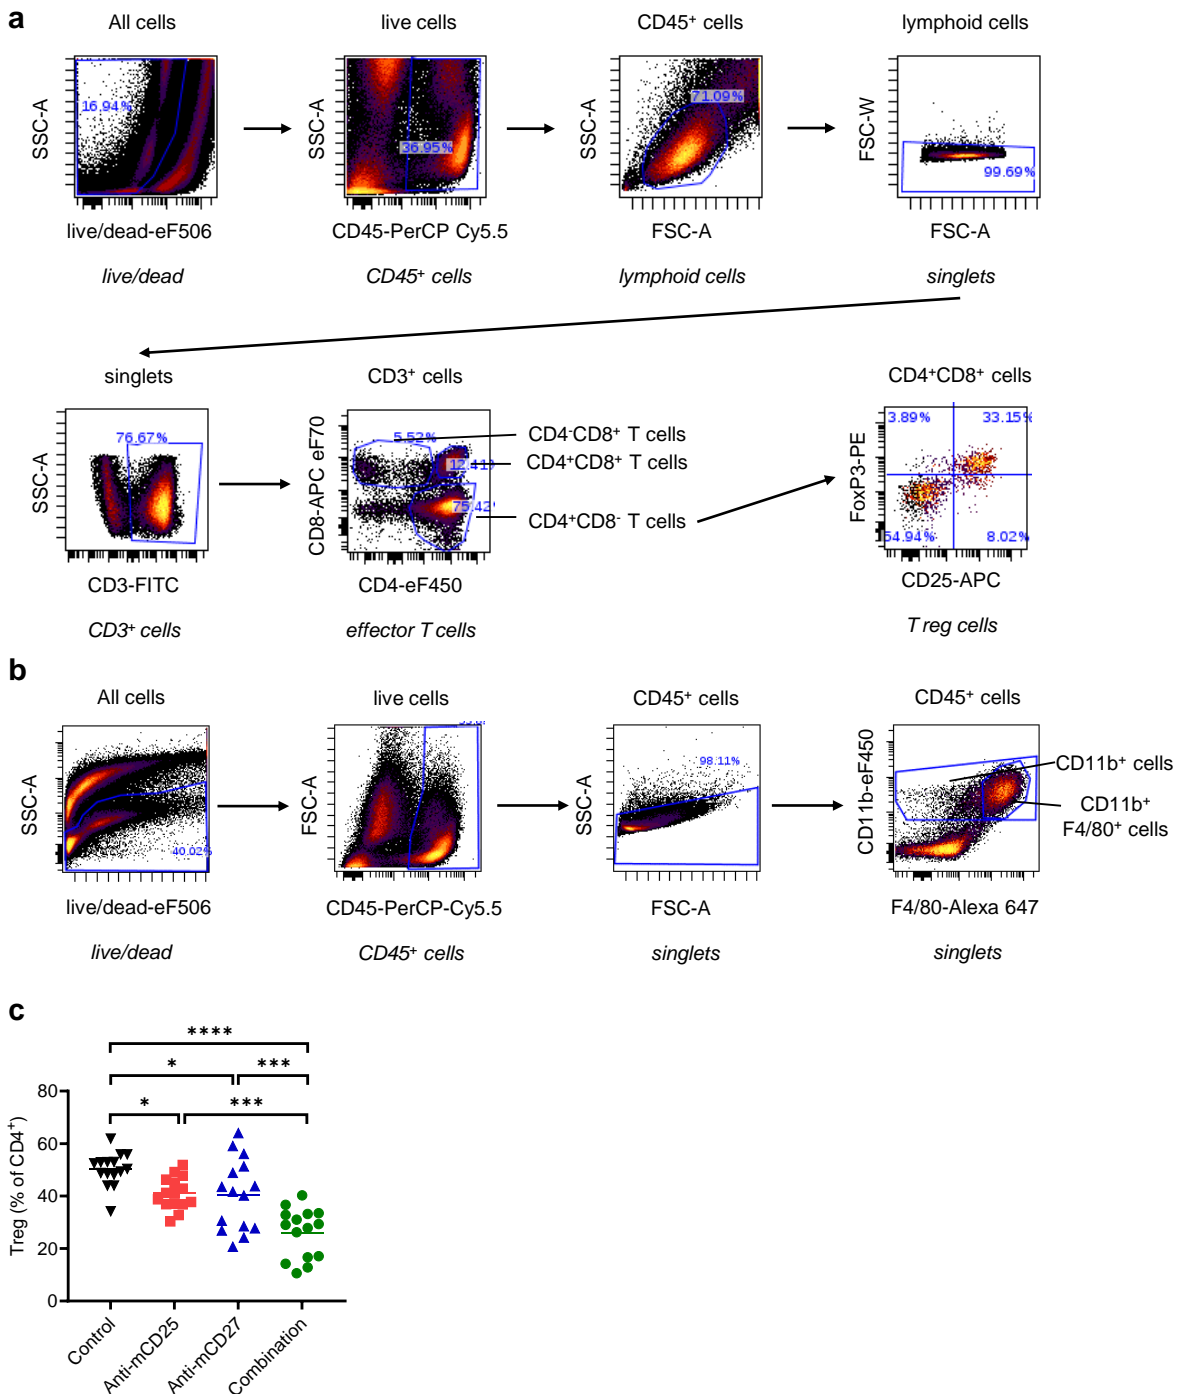 a
All cells
live cells
CD45⁺ cells
lymphoid cells
SSC-A
16.94%
SSC-A
36.95%
SSC-A
71.09%
FSC-W
99.69%
live/dead-eF506
CD45-PerCP Cy5.5
FSC-A
FSC-A
live/dead
CD45⁺ cells
lymphoid cells
singlets
singlets
CD3⁺ cells
CD4⁺CD8⁺ cells
SSC-A
76.67%
CD8-APC eF70
5.52%
12.41
75.42
CD4⁻CD8⁺ T cells
CD4⁺CD8⁺ T cells
CD4⁺CD8⁻ T cells
FoxP3-PE
3.89%
33.15%
54.94%
8.02%
CD3-FITC
CD4-eF450
CD25-APC
CD3⁺ cells
effector T cells
T reg cells
b
All cells
live cells
CD45⁺ cells
CD45⁺ cells
SSC-A
40.02%
FSC-A
SSC-A
98.11%
CD11b-eF450
CD11b⁺ cells
CD11b⁺
F4/80⁺ cells
live/dead-eF506
CD45-PerCP-Cy5.5
FSC-A
F4/80-Alexa 647
live/dead
CD45⁺ cells
singlets
singlets
c
****
* ***
* ***
Treg (% of CD4⁺)
80
60
40
20
0
Control
Anti-mCD25
Anti-mCD27
Combination